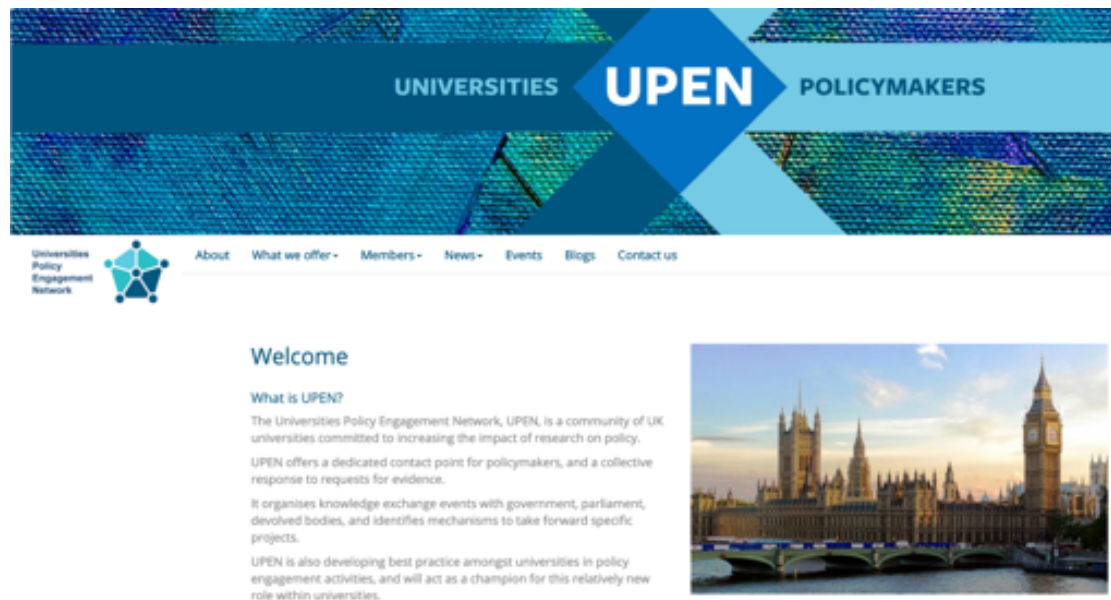 UNIVERSITIES UPEN POLICYMAKERS
Universities
Policy
Engagement
Network
About What we offer Members News Events Blogs Contact us
Welcome
What is UPEN?
The Universities Policy Engagement Network, UPEN, is a community of UK
universities committed to increasing the impact of research on policy.
UPEN offers a dedicated contact point for policymakers, and a collective
response to requests for evidence.
It organises knowledge exchange events with government, parliament,
devolved bodies, and identifies mechanisms to take forward specific
projects.
UPEN is also developing best practice amongst universities in policy
engagement activities, and will act as a champion for this relatively new
role within universities.